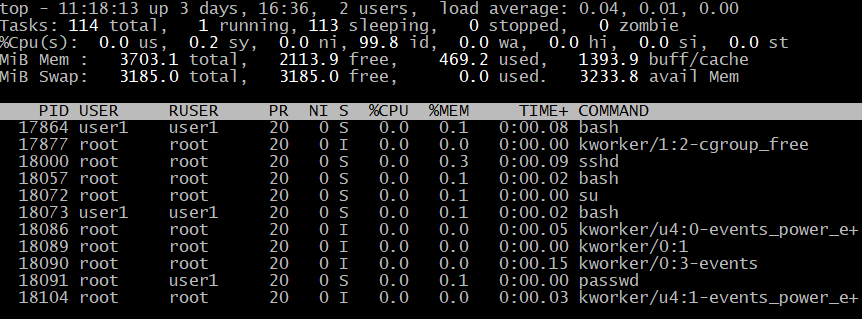 top - 11:18:13 up 3 days, 16:36,  2 users,  load average: 0.04, 0.01, 0.00
Tasks: 114 total,   1 running, 113 sleeping,   0 stopped,   0 zombie
%Cpu(s):  0.0 us,  0.2 sy,  0.0 ni, 99.8 id,  0.0 wa,  0.0 hi,  0.0 si,  0.0 st
MiB Mem :   3703.1 total,   2113.9 free,    469.2 used,   1393.9 buff/cache
MiB Swap:   3185.0 total,   3185.0 free,      0.0 used.   3233.8 avail Mem
PID USER     RUSER    PR  NI S  %CPU  %MEM     TIME+ COMMAND
17864 user1    user1    20   0 S   0.0   0.1   0:00.08 bash
17877 root     root     20   0 I   0.0   0.0   0:00.00 kworker/1:2-cgroup_free
18000 root     root     20   0 S   0.0   0.3   0:00.09 sshd
18057 root     root     20   0 S   0.0   0.1   0:00.02 bash
18072 root     root     20   0 S   0.0   0.1   0:00.00 su
18073 user1    user1    20   0 S   0.0   0.1   0:00.02 bash
18086 root     root     20   0 I   0.0   0.0   0:00.05 kworker/u4:0-events_power_e+
18089 root     root     20   0 I   0.0   0.0   0:00.00 kworker/0:1
18090 root     root     20   0 I   0.0   0.0   0:00.15 kworker/0:3-events
18091 root     user1    20   0 S   0.0   0.1   0:00.00 passwd
18104 root     root     20   0 I   0.0   0.0   0:00.03 kworker/u4:1-events_power_e+